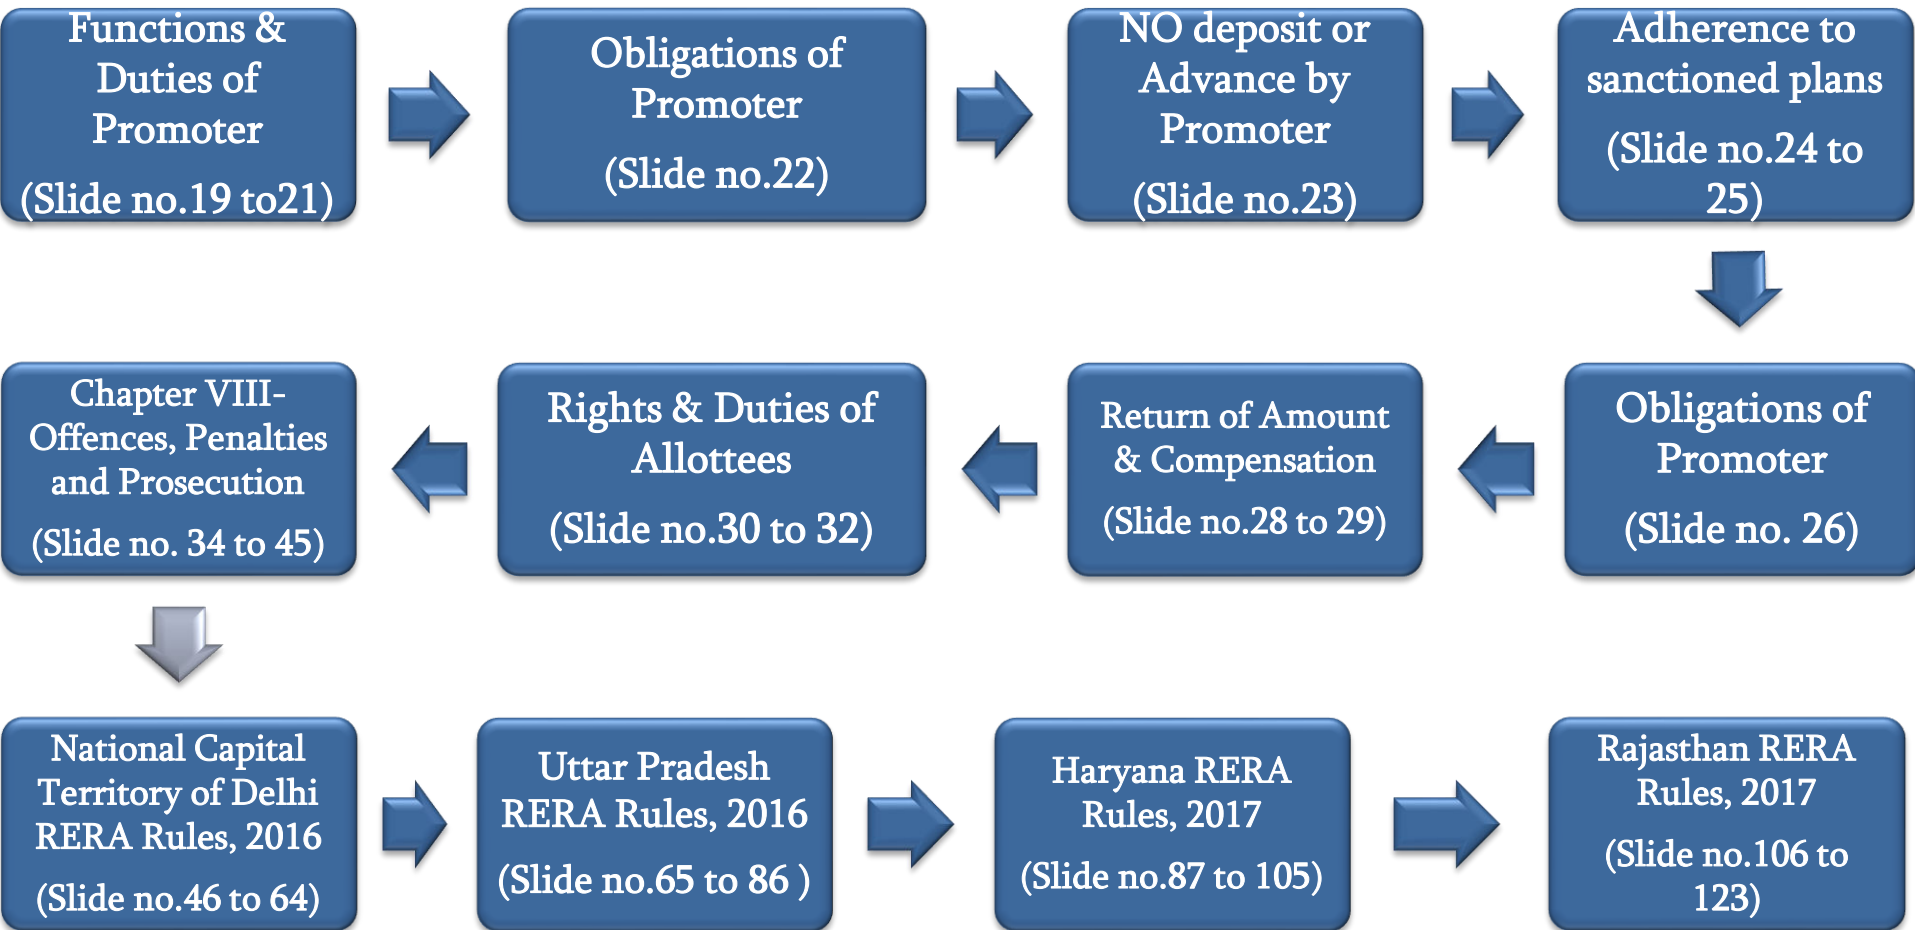 Functions &
Duties of
Promoter
(Slide no.19 to21)
Obligations of
Promoter
(Slide no.22)
NO deposit or
Advance by
Promoter
(Slide no.23)
Adherence to
sanctioned plans
(Slide no.24 to
25)
Obligations of
Promoter
(Slide no. 26)
Return of Amount
& Compensation
(Slide no.28 to 29)
Rights & Duties of
Allottees
(Slide no.30 to 32)
Chapter VIII-
Offences, Penalties
and Prosecution
(Slide no. 34 to 45)
National Capital
Territory of Delhi
RERA Rules, 2016
(Slide no.46 to 64)
Uttar Pradesh
RERA Rules, 2016
(Slide no.65 to 86 )
Haryana RERA
Rules, 2017
(Slide no.87 to 105)
Rajasthan RERA
Rules, 2017
(Slide no.106 to
123)